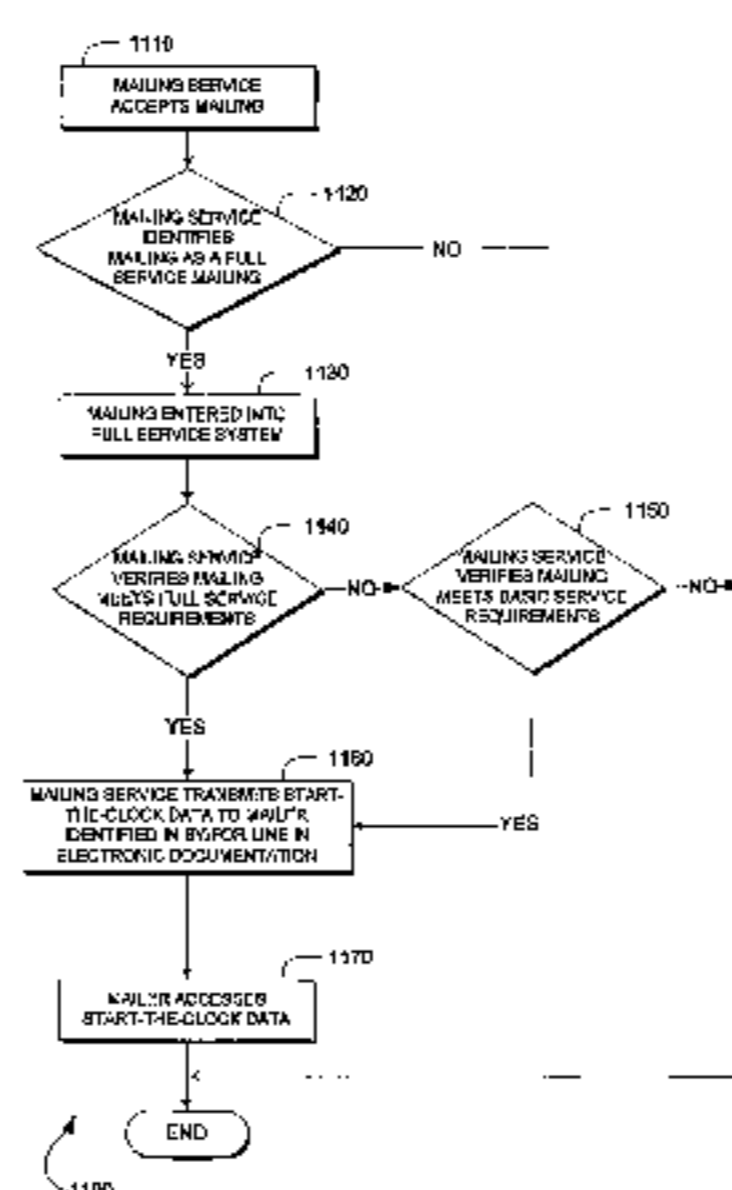 1110
MAILING SERVICE
ACCEPTS MAILING
1120
MAILING SERVICE
IDENTIFIES
MAILING AS A FULL
SERVICE MAILING
NO
YES
1130
MAILING ENTERED INTO
FULL SERVICE SYSTEM
1140
MAILING SERVICE
VERIFIES MAILING
MEETS FULL SERVICE
REQUIREMENTS
NO
1150
MAILING SERVICE
VERIFIES MAILING
MEETS BASIC SERVICE
REQUIREMENTS
NO
YES
1160
MAILING SERVICE TRANSMITS START-
THE-CLOCK DATA TO MAILER
IDENTIFIED IN BY/FOR LINE IN
ELECTRONIC DOCUMENTATION
YES
1170
MAILER ACCESSES
START-THE-CLOCK DATA
END